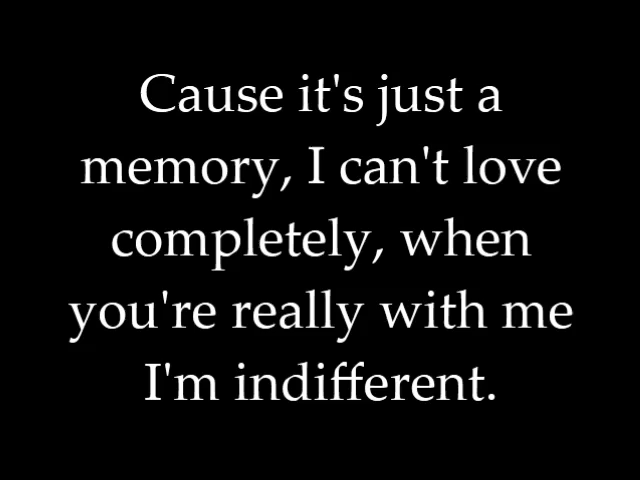 Cause it's just a
memory, I can't love
completely, when
you're really with me
I'm indifferent.